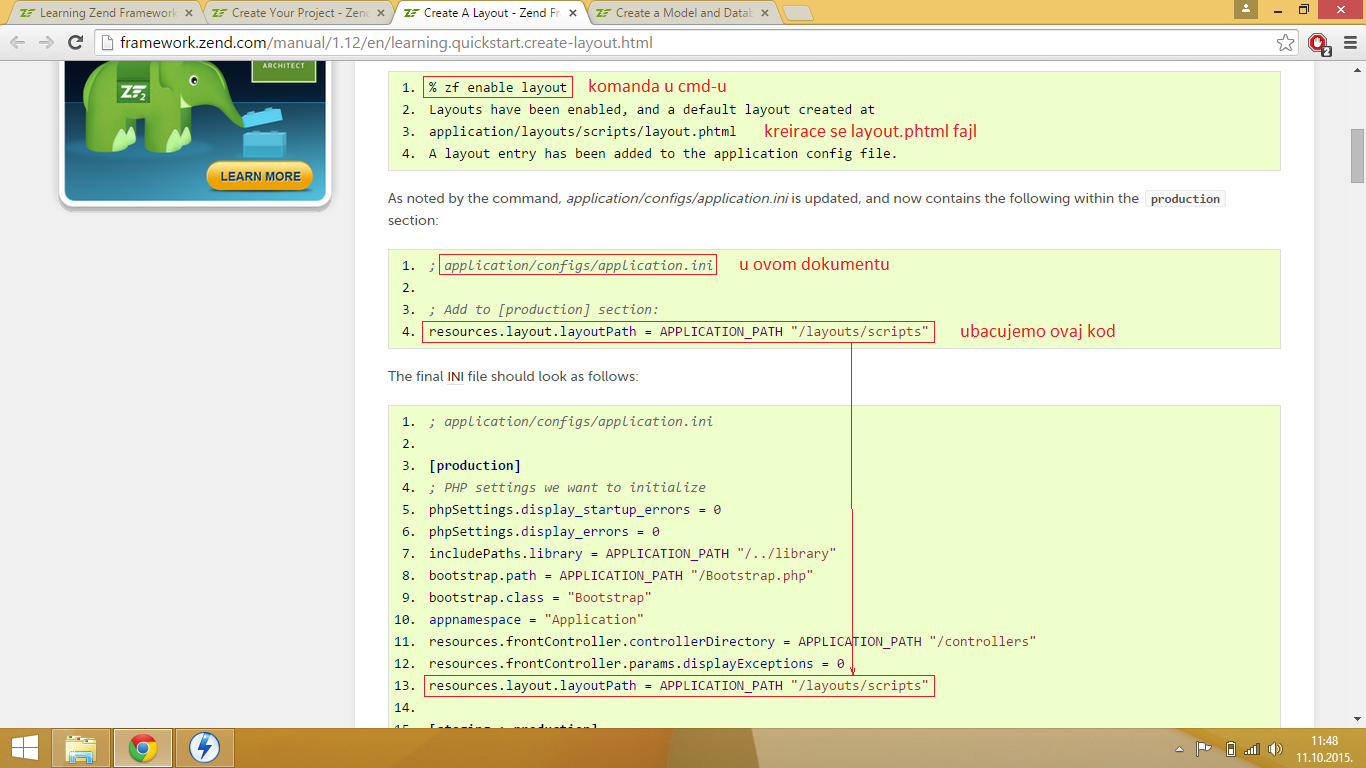 Learning Zend Framework
Create Your Project - Zend
Create A Layout - Zend Fr
Create a Model and Datab
framework.zend.com/manual/1.12/en/learning.quickstart.create-layout.html
2
ARCHITECT
ZF2
LEARN MORE
1. % zf enable layout komanda u cmd-u
2. Layouts have been enabled, and a default layout created at
3. application/layouts/scripts/layout.phtml kreirace se layout.phtml fajl
4. A layout entry has been added to the application config file.
As noted by the command, application/configs/application.ini is updated, and now contains the following within the production
section:
1. ; application/configs/application.ini u ovom dokumentu
2.
3. ; Add to [production] section:
4. resources.layout.layoutPath = APPLICATION_PATH "/layouts/scripts" ubacujemo ovaj kod
The final INI file should look as follows:
1. ; application/configs/application.ini
2.
3. [production]
4. ; PHP settings we want to initialize
5. phpSettings.display_startup_errors = 0
6. phpSettings.display_errors = 0
7. includePaths.library = APPLICATION_PATH "/../library"
8. bootstrap.path = APPLICATION_PATH "/Bootstrap.php"
9. bootstrap.class = "Bootstrap"
10. appnamespace = "Application"
11. resources.frontController.controllerDirectory = APPLICATION_PATH "/controllers"
12. resources.frontController.params.displayExceptions = 0
13. resources.layout.layoutPath = APPLICATION_PATH "/layouts/scripts"
14.
15. [staging : production]
11:48
11.10.2015.